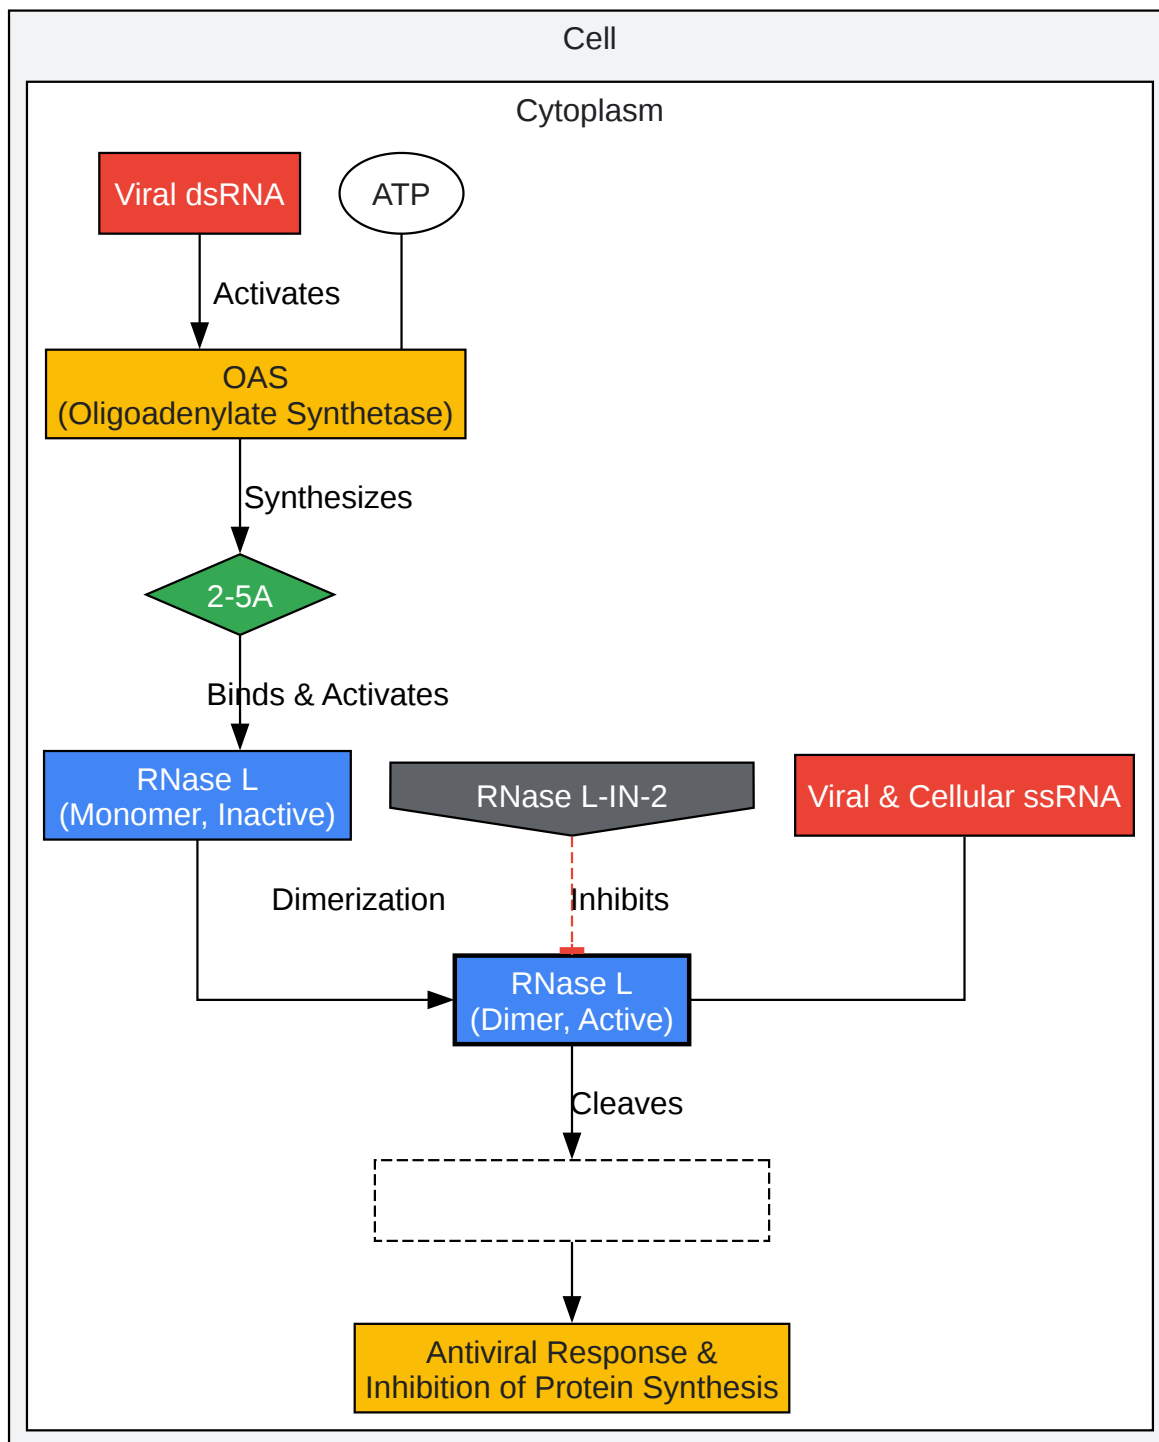 Cell
Cytoplasm
Viral dsRNA
ATP
Activates
OAS
(Oligoadenylate Synthetase)
Synthesizes
2-5A
Binds & Activates
RNase L
(Monomer, Inactive)
RNase L-IN-2
Viral & Cellular ssRNA
Dimerization
Inhibits
RNase L
(Dimer, Active)
Cleaves
Antiviral Response &
Inhibition of Protein Synthesis